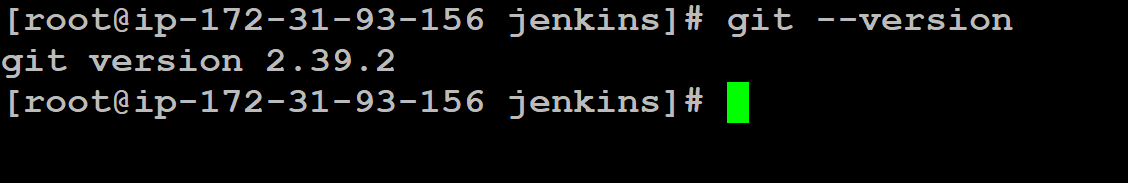 [root@ip-172-31-93-156 jenkins]# git --version
git version 2.39.2
[root@ip-172-31-93-156 jenkins]#